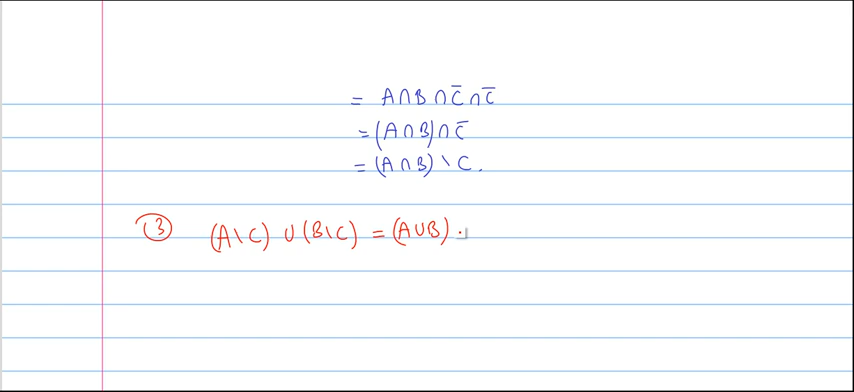 = A∩B∩C̅∩C̅
= (A∩B)∩C̅
= (A∩B) \ C.
③ (A\C) ∪ (B\C) = (A∪B) .